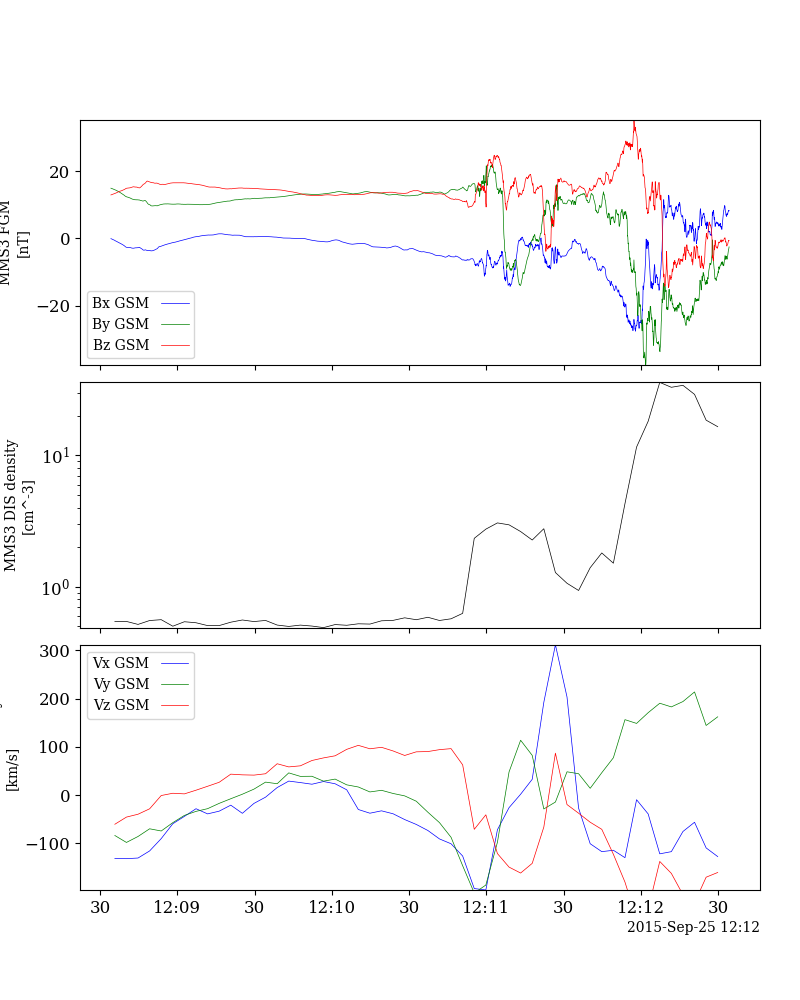 MMS3 FGM
[nT]
20
0
−20
Bx GSM
By GSM
Bz GSM
MMS3 DIS density
[cm^-3]
10^1
10^0
[km/s]
300
200
100
0
−100
Vx GSM
Vy GSM
Vz GSM
30 12:09 30 12:10 30 12:11 30 12:12 30
2015-Sep-25 12:12